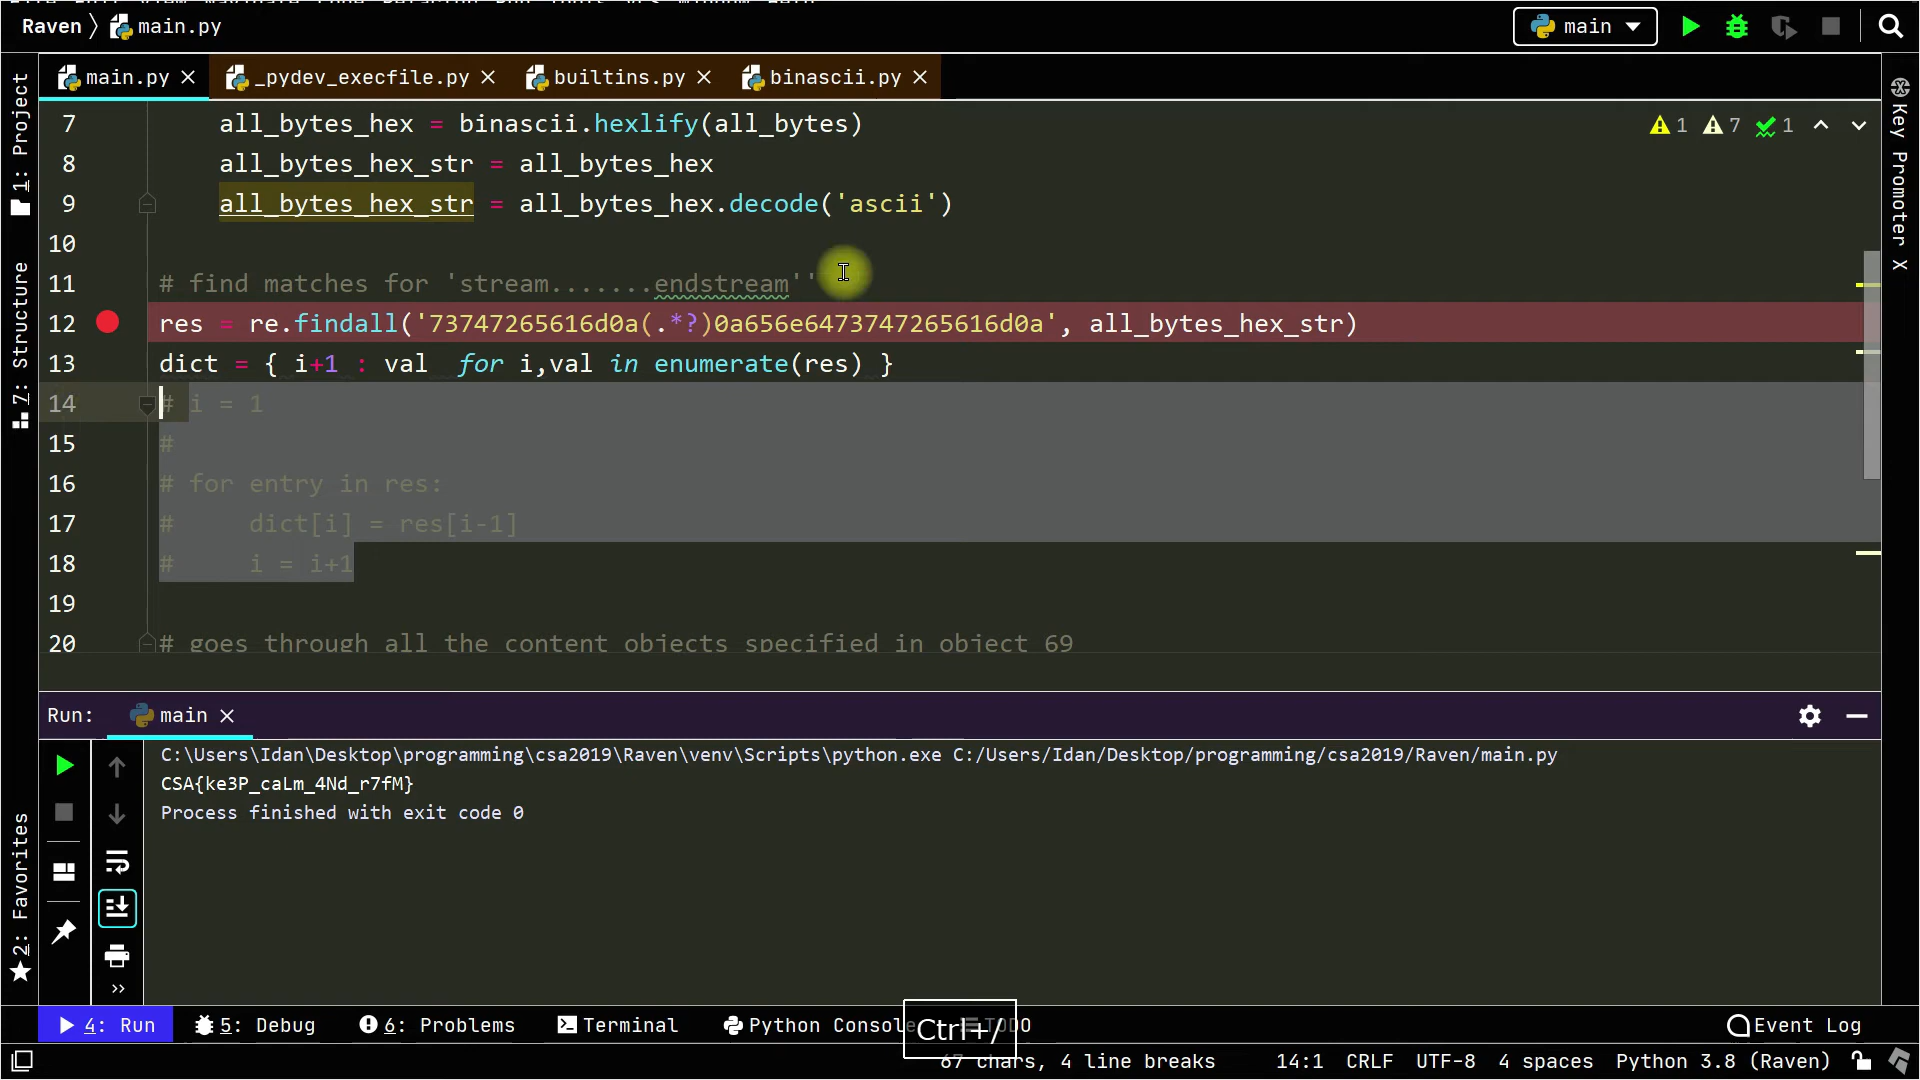 Raven
main.py
main
main.py
_pydev_execfile.py
builtins.py
binascii.py
1: Project
7: Structure
2: Favorites
Key Promoter X
1
7
1
7 all_bytes_hex = binascii.hexlify(all_bytes)
8 all_bytes_hex_str = all_bytes_hex
9 all_bytes_hex_str = all_bytes_hex.decode('ascii')
10
11 # find matches for 'stream.......endstream''
12 res = re.findall('73747265616d0a(.*?)0a656e6473747265616d0a', all_bytes_hex_str)
13 dict = { i+1 : val  for i,val in enumerate(res) }
14 # i = 1
15 #
16 # for entry in res:
17 #     dict[i] = res[i-1]
18 #     i = i+1
19
20 # goes through all the content objects specified in object 69
Run:
main
C:\Users\Idan\Desktop\programming\csa2019\Raven\venv\Scripts\python.exe C:/Users/Idan/Desktop/programming/csa2019/Raven/main.py
CSA{ke3P_caLm_4Nd_r7fM}
Process finished with exit code 0
4: Run
5: Debug
6: Problems
Terminal
Python Console
TODO
Event Log
Ctrl+/
67 chars, 4 line breaks
14:1
CRLF
UTF-8
4 spaces
Python 3.8 (Raven)